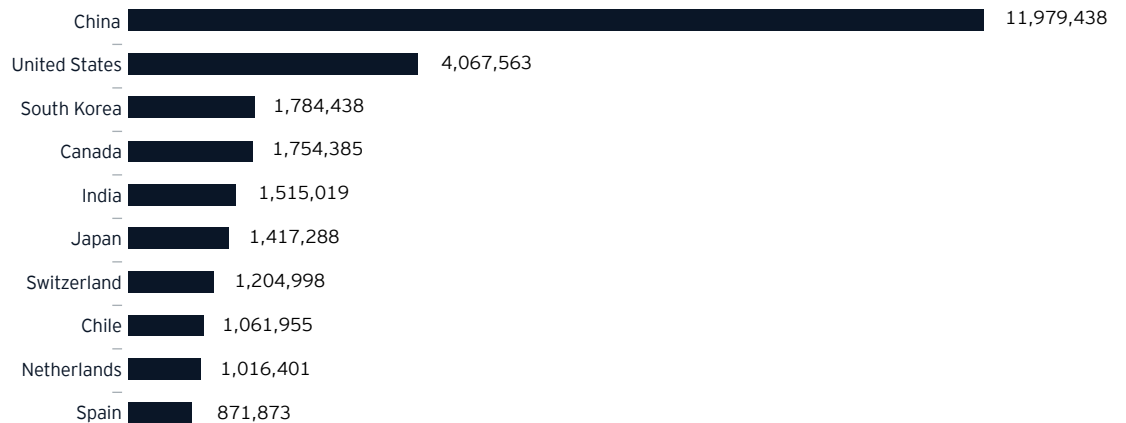 China 11,979,438
United States 4,067,563
South Korea 1,784,438
Canada 1,754,385
India 1,515,019
Japan 1,417,288
Switzerland 1,204,998
Chile 1,061,955
Netherlands 1,016,401
Spain 871,873